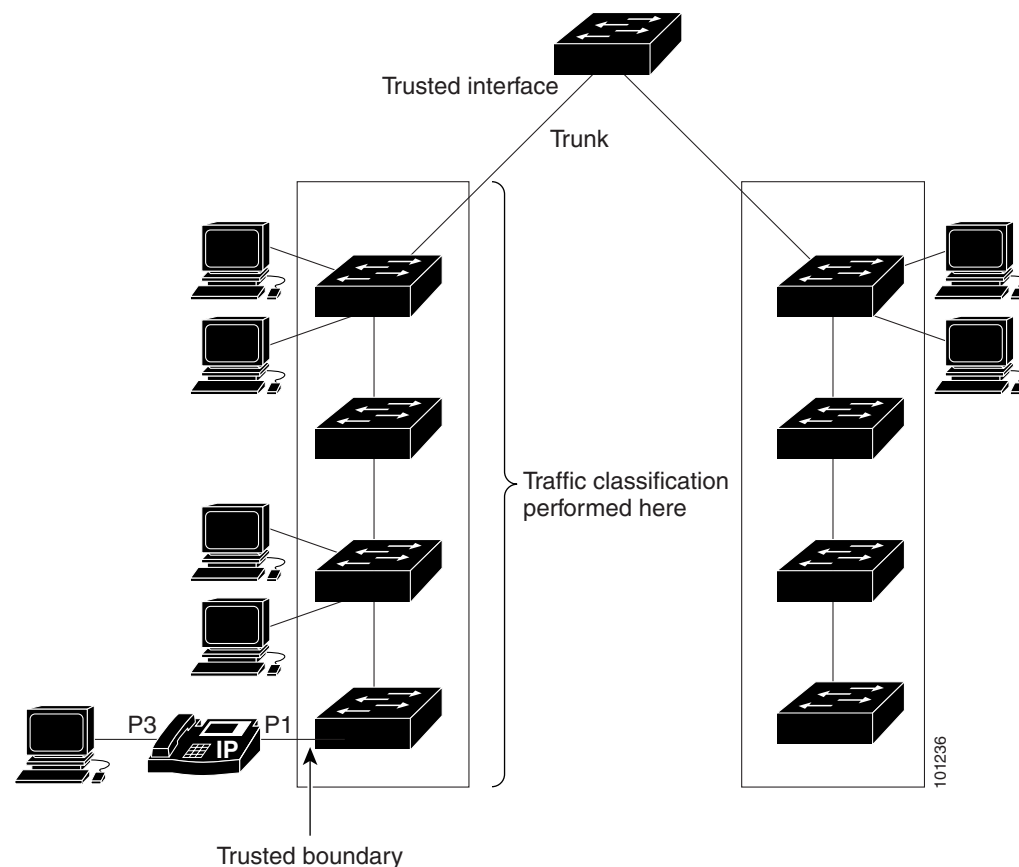 Trusted interface
Trunk
Traffic classification
performed here
P3
IP
P1
101236
Trusted boundary